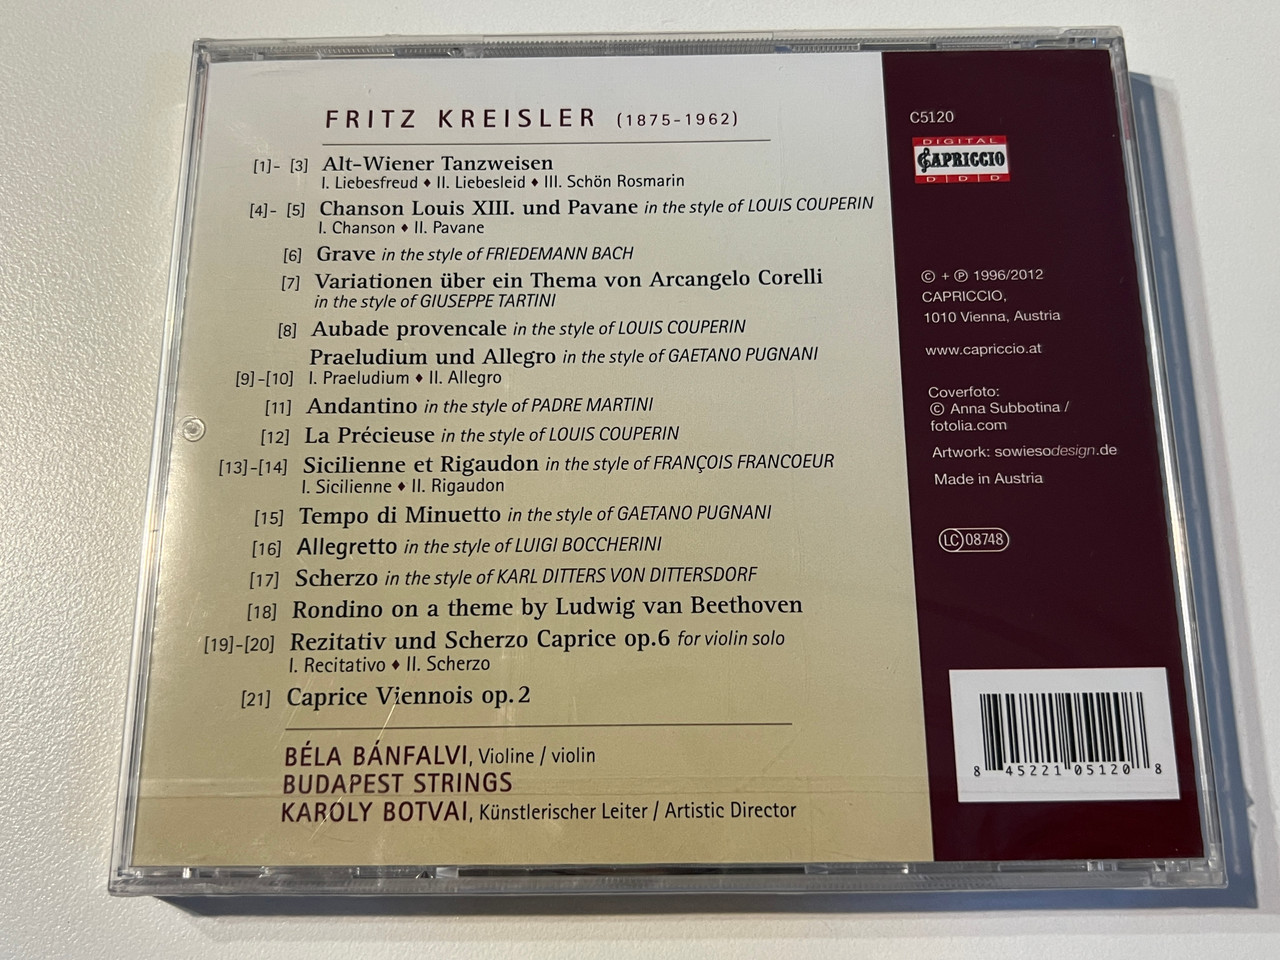 FRITZ KREISLER (1875-1962)
[1]- [3] Alt-Wiener Tanzweisen
I. Liebesfreud ♦ II. Liebesleid ♦ III. Schön Rosmarin
[4]- [5] Chanson Louis XIII. und Pavane in the style of LOUIS COUPERIN
I. Chanson ♦ II. Pavane
[6] Grave in the style of FRIEDEMANN BACH
[7] Variationen über ein Thema von Arcangelo Corelli
in the style of GIUSEPPE TARTINI
[8] Aubade provencale in the style of LOUIS COUPERIN
Praeludium und Allegro in the style of GAETANO PUGNANI
[9]-[10] I. Praeludium ♦ II. Allegro
[11] Andantino in the style of PADRE MARTINI
[12] La Précieuse in the style of LOUIS COUPERIN
[13]-[14] Sicilienne et Rigaudon in the style of FRANÇOIS FRANCOEUR
I. Sicilienne ♦ II. Rigaudon
[15] Tempo di Minuetto in the style of GAETANO PUGNANI
[16] Allegretto in the style of LUIGI BOCCHERINI
[17] Scherzo in the style of KARL DITTERS VON DITTERSDORF
[18] Rondino on a theme by Ludwig van Beethoven
[19]-[20] Rezitativ und Scherzo Caprice op.6 for violin solo
I. Recitativo ♦ II. Scherzo
[21] Caprice Viennois op.2
BÉLA BÁNFALVI, Violine / violin
BUDAPEST STRINGS
KAROLY BOTVAI, Künstlerischer Leiter / Artistic Director
C5120
DIGITAL
CAPRICCIO
D|D|D
© + ℗ 1996/2012
CAPRICCIO,
1010 Vienna, Austria
www.capriccio.at
Coverfoto:
© Anna Subbotina /
fotolia.com
Artwork: sowiesodesign.de
Made in Austria
LC 08748
8 45221 05120 8